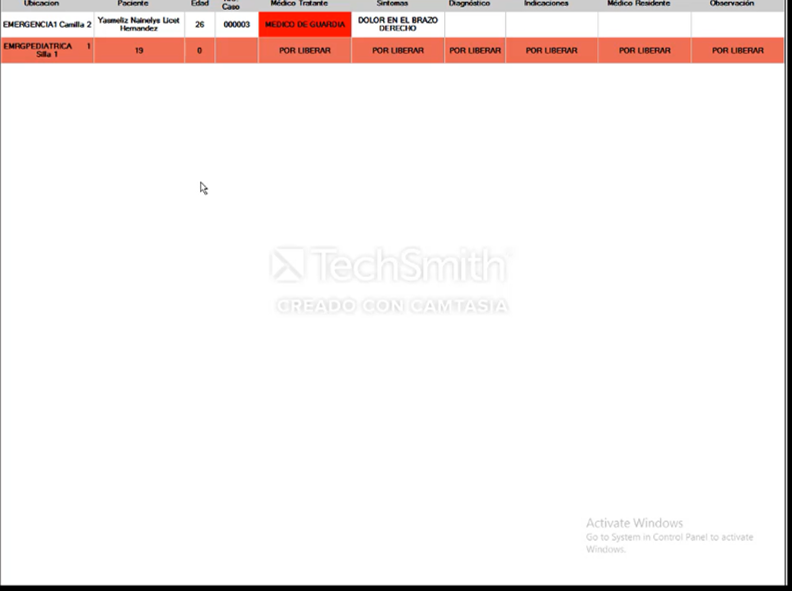 Ubicacion Paciente Edad Caso Médico Tratante Sintomas Diagnóstico Indicaciones Médico Residente Observación
EMERGENCIA1 Camilla 2 Yasmeliz Nainelys Licet 26 000003 MEDICO DE GUARDIA DOLOR EN EL BRAZO
Hernandez DERECHO
EMRGPEDIATRICA 1 19 0 POR LIBERAR POR LIBERAR POR LIBERAR POR LIBERAR POR LIBERAR POR LIBERAR
Silla 1
TechSmith
CREADO CON CAMTASIA
Activate Windows
Go to System in Control Panel to activate
Windows.